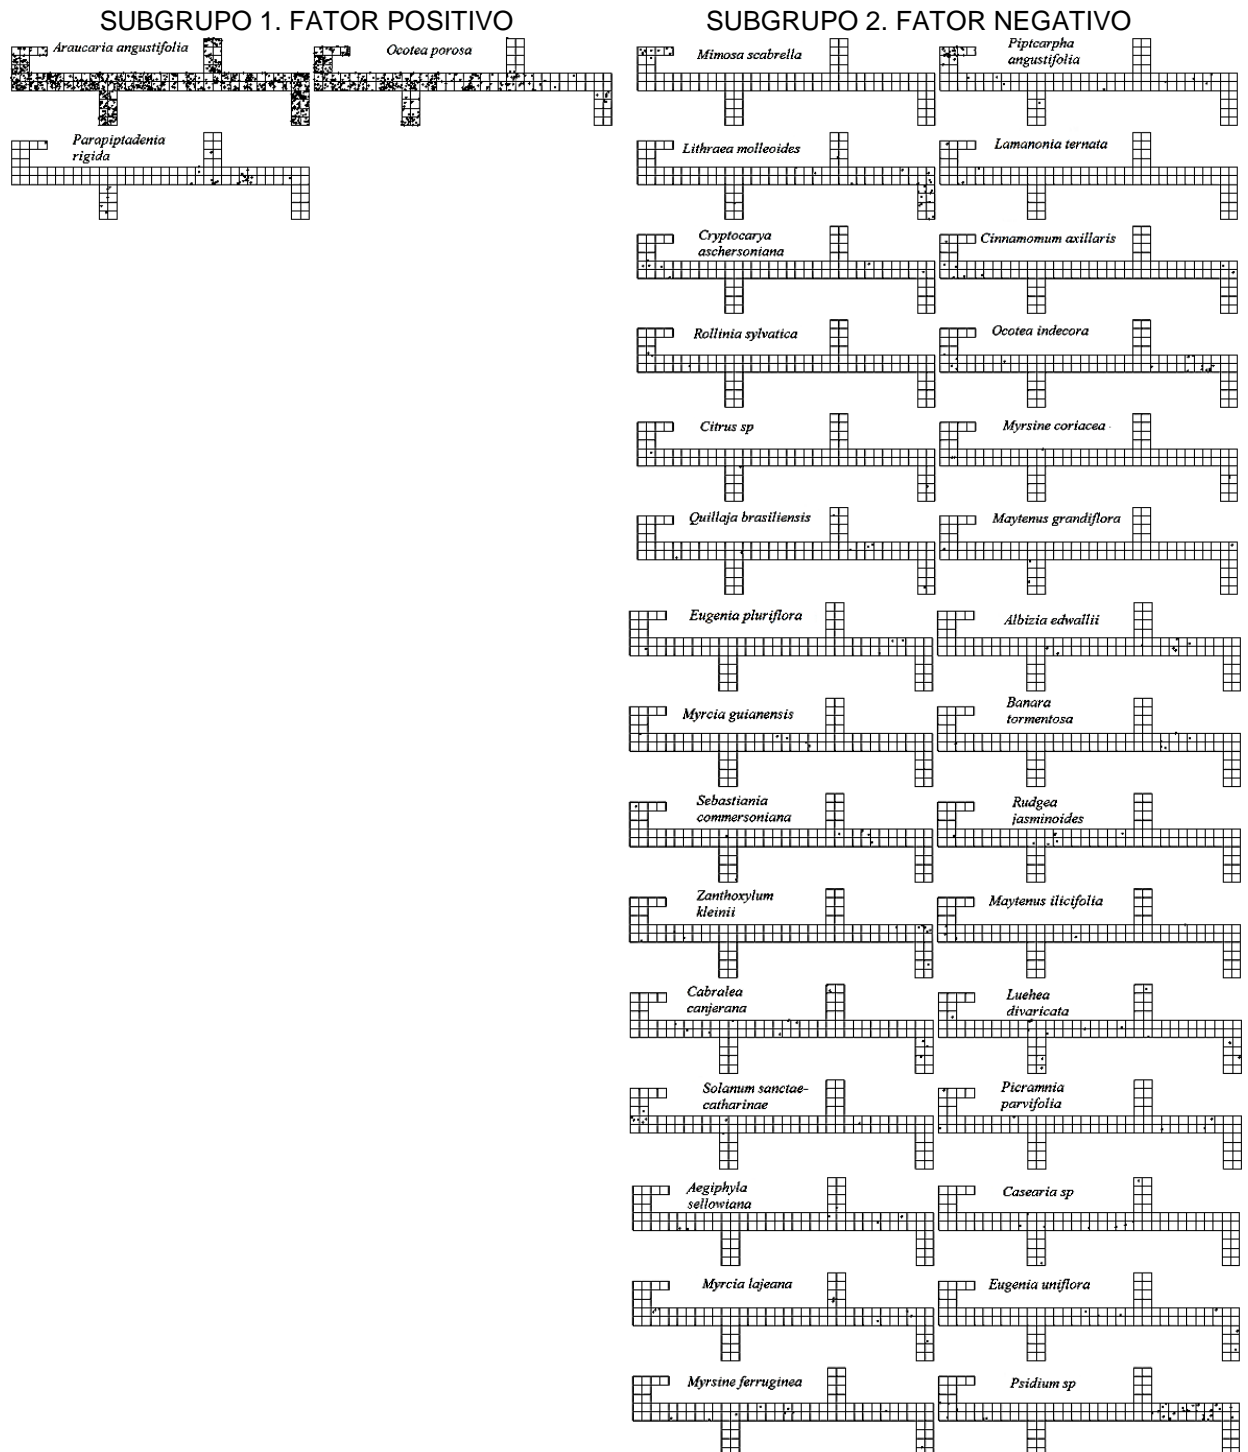 SUBGRUPO 1. FATOR POSITIVO
SUBGRUPO 2. FATOR NEGATIVO
Araucaria angustifolia
Ocotea porosa
Parapiptadenia
rigida
Mimosa scabrella
Piptcarpha
angustifolia
Lithraea molleoides
Lamanonia ternata
Cryptocarya
aschersoniana
Cinnamomum axillaris
Rollinia sylvatica
Ocotea indecora
Citrus sp
Myrsine coriacea
Quillaja brasiliensis
Maytenus grandiflora
Eugenia pluriflora
Albizia edwallii
Myrcia guianensis
Banara
tormentosa
Sebastiania
commersoniana
Rudgea
jasminoides
Zanthoxylum
kleinii
Maytenus ilicifolia
Cabralea
canjerana
Luehea
divaricata
Solanum sanctae-
catharinae
Picramnia
parvifolia
Aegiphyla
sellowiana
Casearia sp
Myrcia lajeana
Eugenia uniflora
Myrsine ferruginea
Psidium sp